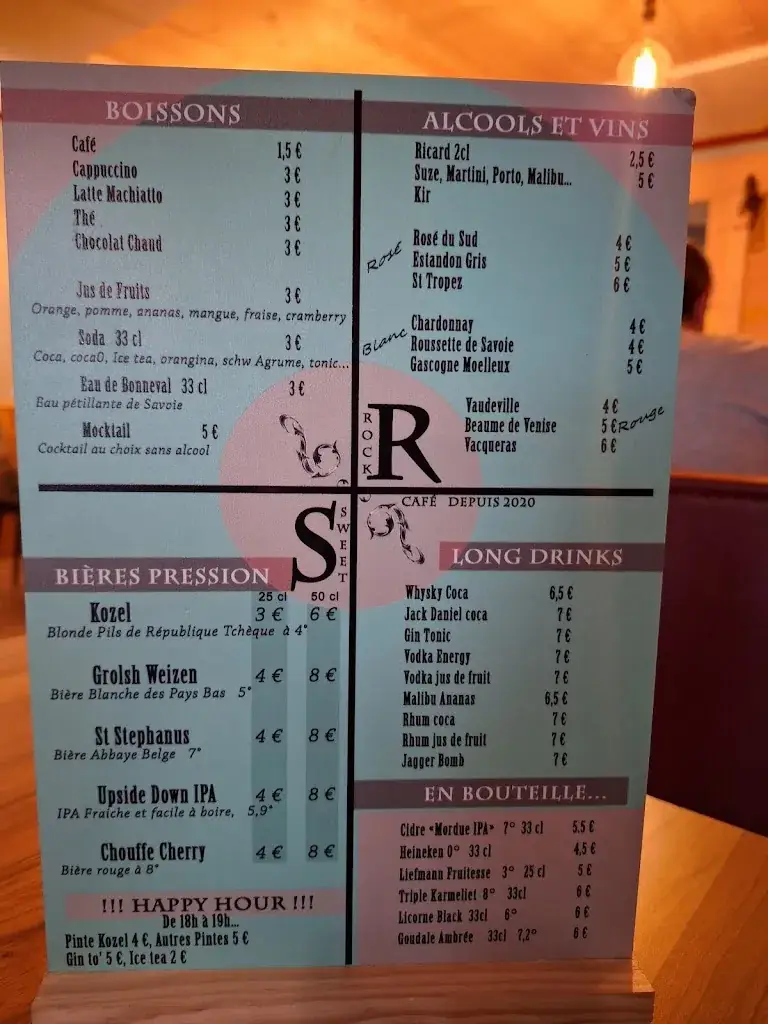 BOISSONS
Café 1,5 €
Cappuccino 3 €
Latte Machiatto 3 €
Thé 3 €
Chocolat Chaud 3 €
Jus de Fruits 3 €
Orange, pomme, ananas, mangue, fraise, cramberry
Soda 33 cl 3 €
Coca, coca0, Ice tea, orangina, schw Agrume, tonic...
Eau de Bonneval 33 cl 3 €
Eau pétillante de Savoie
Mocktail 5 €
Cocktail au choix sans alcool
ALCOOLS ET VINS
Ricard 2cl 2,5 €
Suze, Martini, Porto, Malibu... 5 €
Kir
Rosé
Rosé du Sud 4 €
Estandon Gris 5 €
St Tropez 6 €
Blanc
Chardonnay 4 €
Roussette de Savoie 4 €
Gascogne Moelleux 5 €
Rouge
Vaudeville 4 €
Beaume de Venise 5 €
Vacqueras 6 €
ROCK
R
S
SWEET
CAFÉ DEPUIS 2020
BIÈRES PRESSION
25 cl 50 cl
Kozel 3 € 6 €
Blonde Pils de République Tchèque à 4°
Grolsh Weizen 4 € 8 €
Bière Blanche des Pays Bas 5°
St Stephanus 4 € 8 €
Bière Abbaye Belge 7°
Upside Down IPA 4 € 8 €
IPA Fraiche et facile à boire, 5,9°
Chouffe Cherry 4 € 8 €
Bière rouge à 8°
!!! HAPPY HOUR !!!
De 18h à 19h...
Pinte Kozel 4 €, Autres Pintes 5 €
Gin to' 5 €, Ice tea 2 €
LONG DRINKS
Whysky Coca 6,5 €
Jack Daniel coca 7 €
Gin Tonic 7 €
Vodka Energy 7 €
Vodka jus de fruit 7 €
Malibu Ananas 6,5 €
Rhum coca 7 €
Rhum jus de fruit 7 €
Jagger Bomb 7 €
EN BOUTEILLE...
Cidre «Mordue IPA» 7° 33 cl 5,5 €
Heineken 0° 33 cl 4,5 €
Liefmann Fruitesse 3° 25 cl 5 €
Triple Karmeliet 8° 33cl 6 €
Licorne Black 33cl 6° 6 €
Goudale Ambrée 33cl 7,2° 6 €